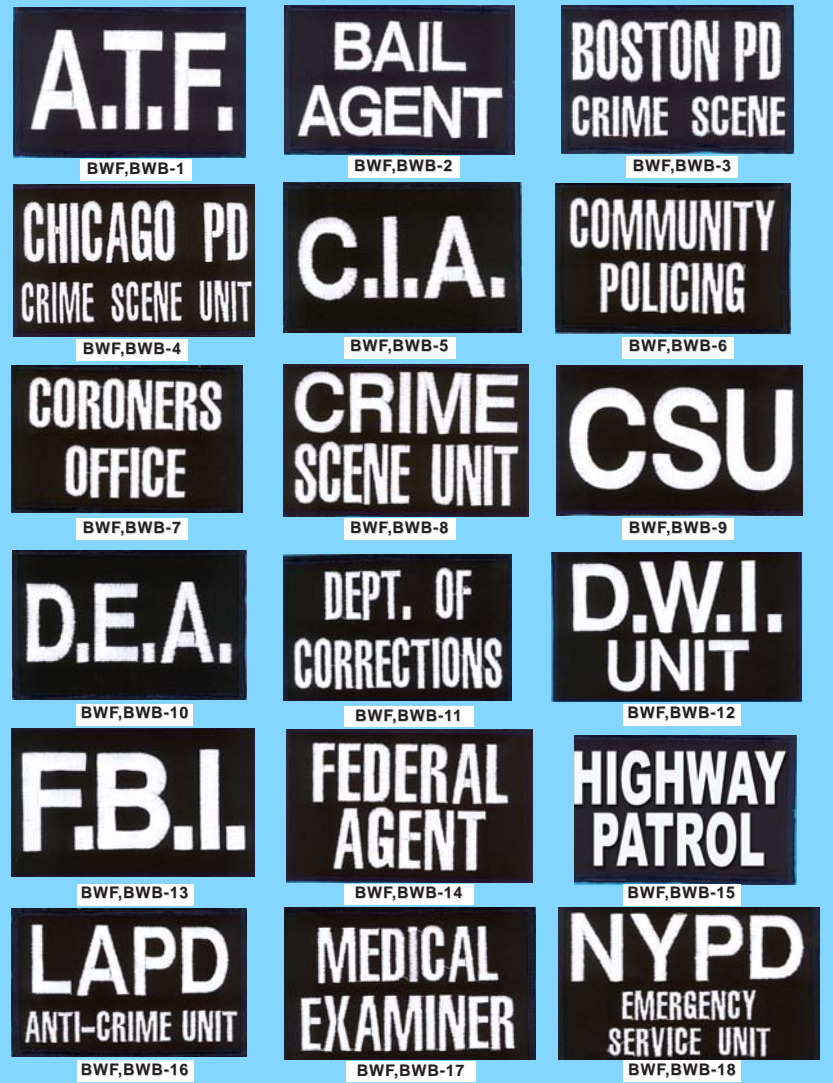 A.T.F.
BWF,BWB-1
BAIL
AGENT
BWF,BWB-2
BOSTON PD
CRIME SCENE
BWF,BWB-3
CHICAGO PD
CRIME SCENE UNIT
BWF,BWB-4
C.I.A.
BWF,BWB-5
COMMUNITY
POLICING
BWF,BWB-6
CORONERS
OFFICE
BWF,BWB-7
CRIME
SCENE UNIT
BWF,BWB-8
CSU
BWF,BWB-9
D.E.A.
BWF,BWB-10
DEPT. OF
CORRECTIONS
BWF,BWB-11
D.W.I.
UNIT
BWF,BWB-12
F.B.I.
BWF,BWB-13
FEDERAL
AGENT
BWF,BWB-14
HIGHWAY
PATROL
BWF,BWB-15
LAPD
ANTI-CRIME UNIT
BWF,BWB-16
MEDICAL
EXAMINER
BWF,BWB-17
NYPD
EMERGENCY
SERVICE UNIT
BWF,BWB-18